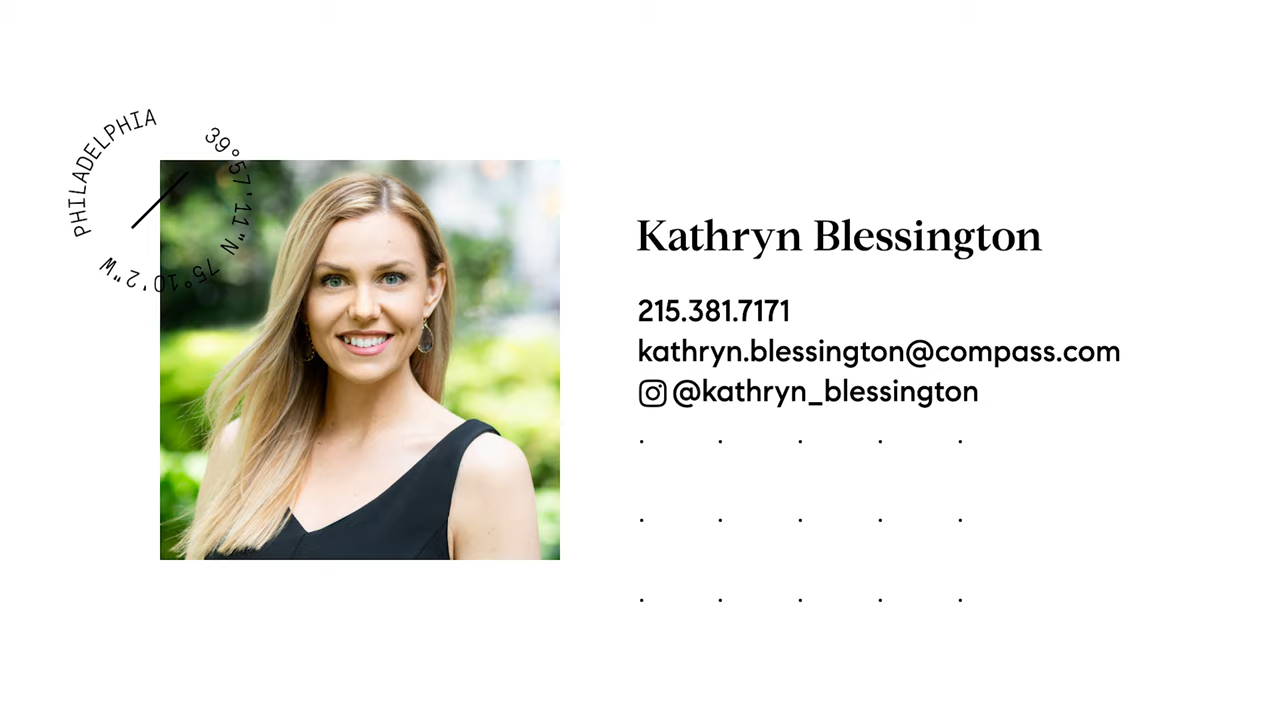 PHILADELPHIA
39°57'11"N 75°10'2"W
Kathryn Blessington
215.381.7171
kathryn.blessington@compass.com
@kathryn_blessington